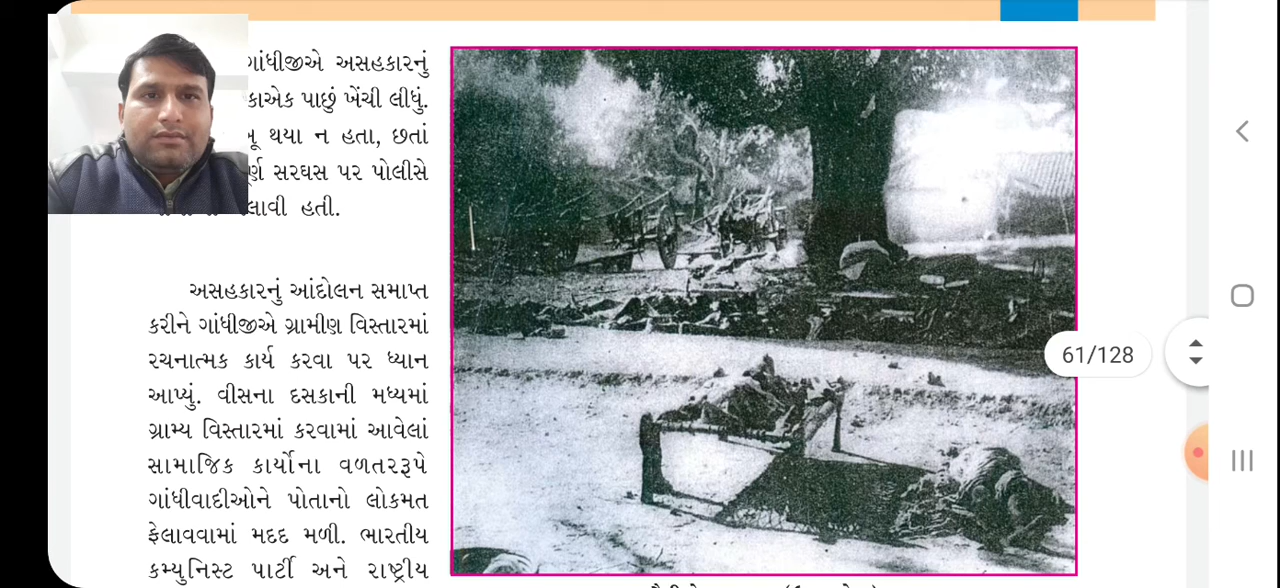 ગાંધીજીએ અસહકારનું
પાછું ખેંચી લીધું.
થયા ન હતા, છતાં
સરઘસ પર પોલીસે
હતી.
અસહકારનું આંદોલન સમાપ્ત
કરીને ગાંધીજીએ ગ્રામીણ વિસ્તારમાં
રચનાત્મક કાર્ય કરવા પર ધ્યાન
આપ્યું. વીસના દસકાની મધ્યમાં
ગ્રામ્ય વિસ્તારમાં કરવામાં આવેલાં
સામાજિક કાર્યોના વળતરરૂપે
ગાંધીવાદીઓને પોતાનો લોકમત
ફેલાવવામાં મદદ મળી. ભારતીય
કમ્યુનિસ્ટ પાર્ટી અને રાષ્ટ્રીય
61/128